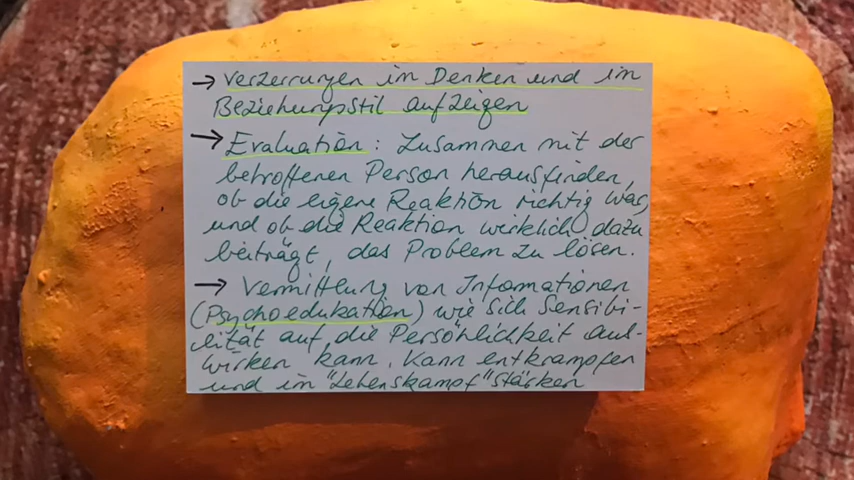 → Verzerrungen im Denken und im
Beziehungsstil aufzeigen
→ Evaluation: Zusammen mit der
betroffenen Person herausfinden,
ob die eigene Reaktion richtig war,
und ob die Reaktion wirklich dazu
beiträgt, das Problem zu lösen.
→ Vermittlung von Informationen
(Psychoedukation) wie sich Sensibi-
lität auf die Persönlichkeit aus-
wirken kann. Kann entkrampfen
und im "Lebenskampf" stärken